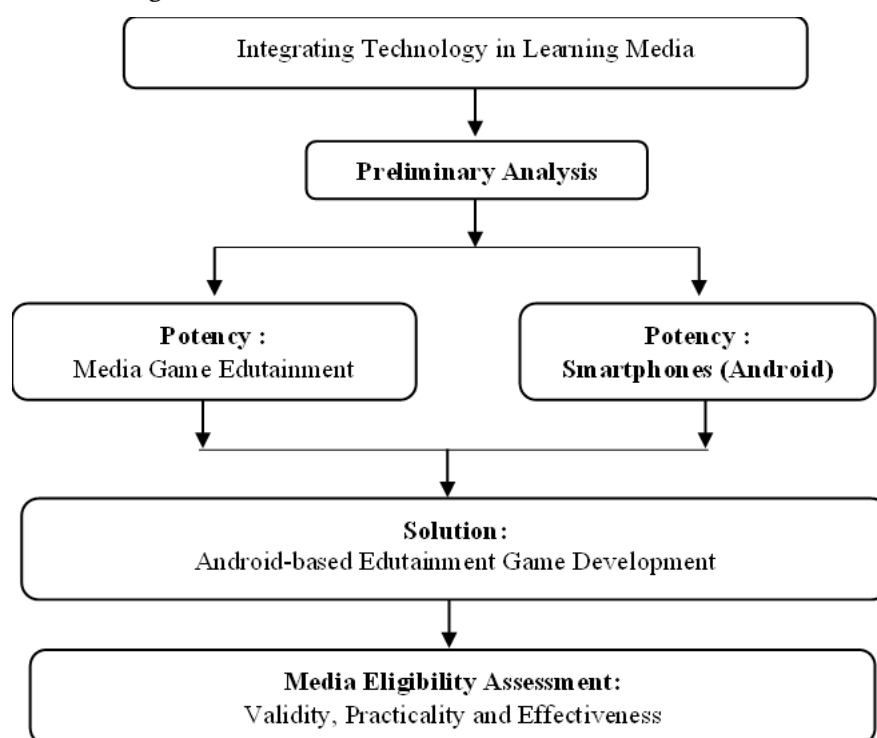 Integrating Technology in Learning Media
Preliminary Analysis
Potency :
Media Game Edutainment
Potency :
Smartphones (Android)
Solution:
Android-based Edutainment Game Development
Media Eligibility Assessment:
Validity, Practicality and Effectiveness